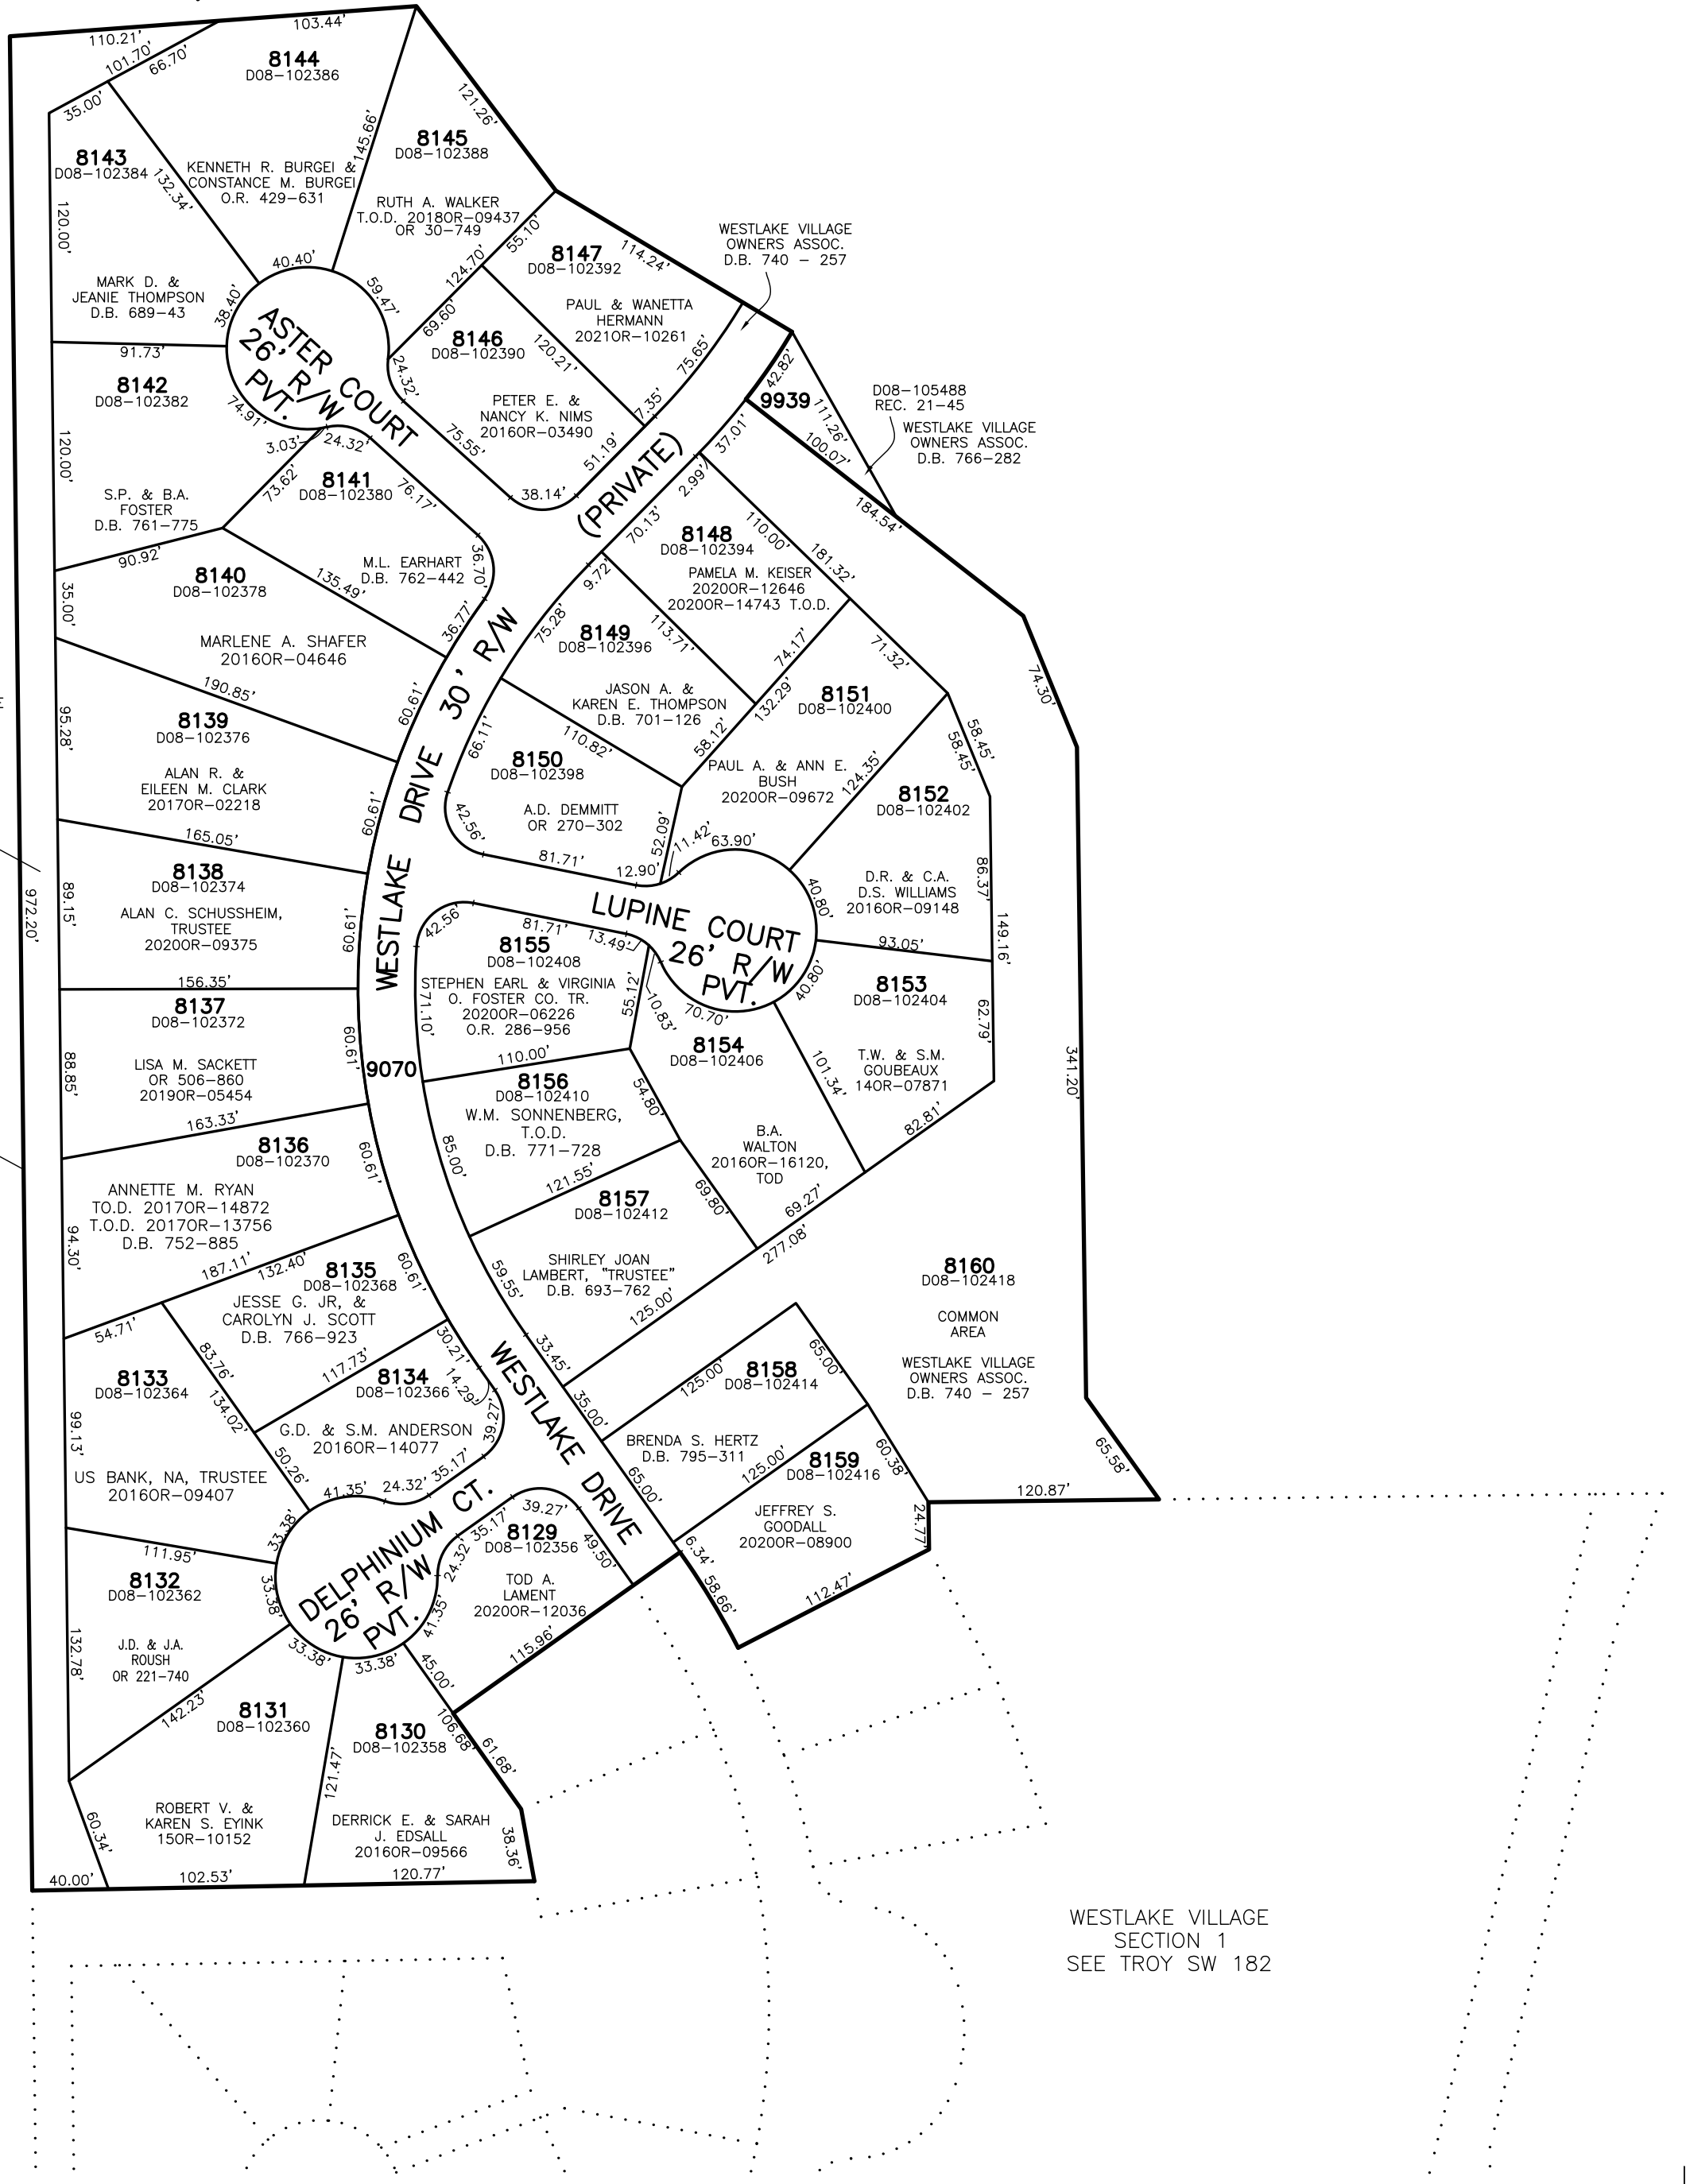 110.21'
103.44'
101.70'
66.70'
35.00'
8144
D08-102386
121.26'
145.66'
8145
D08-102388
8143
D08-102384
132.34'
KENNETH R. BURGEI &
CONSTANCE M. BURGEI
O.R. 429-631
RUTH A. WALKER
T.O.D. 2018OR-09437
OR 30-749
120.00'
55.10'
124.70'
8147
D08-102392
114.24'
WESTLAKE VILLAGE
OWNERS ASSOC.
D.B. 740 - 257
MARK D. &
JEANIE THOMPSON
D.B. 689-43
40.40'
38.40'
59.47'
69.60'
PAUL & WANETTA
HERMANN
2021OR-10261
8146
D08-102390
120.21'
75.65'
42.82'
91.73'
ASTER COURT
26' R/W
PVT.
24.32'
8142
D08-102382
74.91'
PETER E. &
NANCY K. NIMS
2016OR-03490
7.35'
9939
111.26'
D08-105488
REC. 21-45
100.07'
WESTLAKE VILLAGE
OWNERS ASSOC.
D.B. 766-282
37.01'
3.03'
24.32'
75.55'
51.19'
38.14'
(PRIVATE)
2.99'
184.54'
120.00'
8141
D08-102380
73.62'
76.17'
S.P. & B.A.
FOSTER
D.B. 761-775
90.92'
M.L. EARHART
D.B. 762-442
36.70'
70.13'
8148
D08-102394
110.00'
181.32'
PAMELA M. KEISER
2020OR-12646
2020OR-14743 T.O.D.
9.72'
35.00'
8140
D08-102378
135.49'
36.77'
75.28'
8149
D08-102396
113.71'
74.17'
71.32'
74.30'
MARLENE A. SHAFER
2016OR-04646
WESTLAKE DRIVE 30' R/W
190.85'
60.61'
JASON A. &
KAREN E. THOMPSON
D.B. 701-126
132.29'
58.12'
8151
D08-102400
95.28'
8139
D08-102376
66.11'
110.82'
58.45'
58.45'
8150
D08-102398
PAUL A. & ANN E.
BUSH
2020OR-09672
124.35'
ALAN R. &
EILEEN M. CLARK
2017OR-02218
60.61'
A.D. DEMMITT
OR 270-302
8152
D08-102402
42.56'
165.05'
81.71'
12.90'
52.09'
11.42'
63.90'
86.37'
8138
D08-102374
89.15'
972.20'
ALAN C. SCHUSSHEIM,
TRUSTEE
2020OR-09375
60.61'
LUPINE COURT
26' R/W
PVT.
40.80'
D.R. & C.A.
D.S. WILLIAMS
2016OR-09148
149.16'
42.56'
81.71'
13.49'
93.05'
8155
D08-102408
156.35'
STEPHEN EARL & VIRGINIA
O. FOSTER CO. TR.
2020OR-06226
O.R. 286-956
55.12'
10.83'
70.70'
40.80'
8153
D08-102404
62.79'
8137
D08-102372
71.10'
60.61'
8154
D08-102406
88.85'
LISA M. SACKETT
OR 506-860
2019OR-05454
9070
110.00'
101.34'
T.W. & S.M.
GOUBEAUX
14OR-07871
341.20'
8156
D08-102410
54.80'
163.33'
82.81'
W.M. SONNENBERG,
T.O.D.
D.B. 771-728
8136
D08-102370
60.61'
85.00'
B.A.
WALTON
2016OR-16120,
TOD
121.55'
ANNETTE M. RYAN
TO.D. 2017OR-14872
T.O.D. 2017OR-13756
D.B. 752-885
94.30'
8157
D08-102412
69.80'
69.27'
277.08'
187.11'
132.40'
60.61'
59.55'
SHIRLEY JOAN
LAMBERT, "TRUSTEE"
D.B. 693-762
8160
D08-102418
COMMON
AREA
WESTLAKE VILLAGE
OWNERS ASSOC.
D.B. 740 - 257
8135
D08-102368
JESSE G. JR, &
CAROLYN J. SCOTT
D.B. 766-923
125.00'
54.71'
83.76'
30.21'
33.45'
8133
D08-102364
134.02'
117.73'
8134
D08-102366
14.29'
65.00'
8158
D08-102414
125.00'
35.00'
99.13'
G.D. & S.M. ANDERSON
2016OR-14077
39.27'
WESTLAKE DRIVE
BRENDA S. HERTZ
D.B. 795-311
8159
D08-102416
125.00'
60.38'
65.58'
US BANK, NA, TRUSTEE
2016OR-09407
50.26'
41.35'
24.32'
35.17'
65.00'
120.87'
33.38'
39.27'
JEFFREY S.
GOODALL
2020OR-08900
24.77'
DELPHINIUM CT.
26' R/W
PVT.
35.17'
8129
D08-102356
49.50'
6.34'
111.95'
24.32'
8132
D08-102362
33.38'
TOD A.
LAMENT
2020OR-12036
58.66'
112.47'
132.78'
J.D. & J.A.
ROUSH
OR 221-740
33.38'
33.38'
41.35'
115.96'
45.00'
142.23'
8131
D08-102360
8130
D08-102358
106.68'
61.68'
121.47'
60.34'
ROBERT V. &
KAREN S. EYINK
15OR-10152
DERRICK E. & SARAH
J. EDSALL
2016OR-09566
38.36'
40.00'
102.53'
120.77'
WESTLAKE VILLAGE
SECTION 1
SEE TROY SW 182